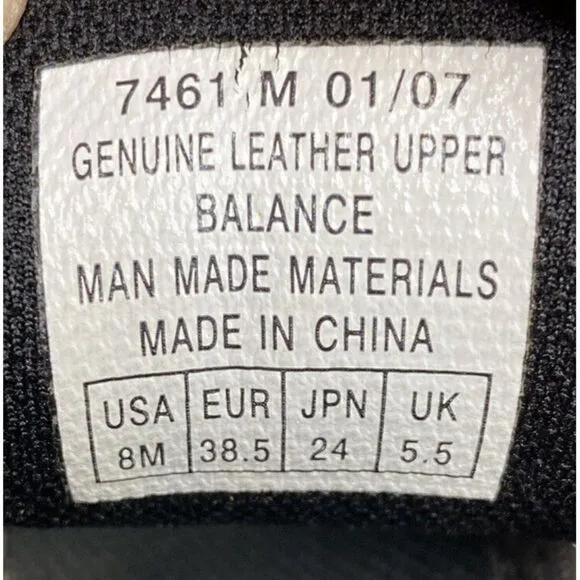 7461 M 01/07
GENUINE LEATHER UPPER
BALANCE
MAN MADE MATERIALS
MADE IN CHINA
USA EUR JPN UK
8M 38.5 24 5.5